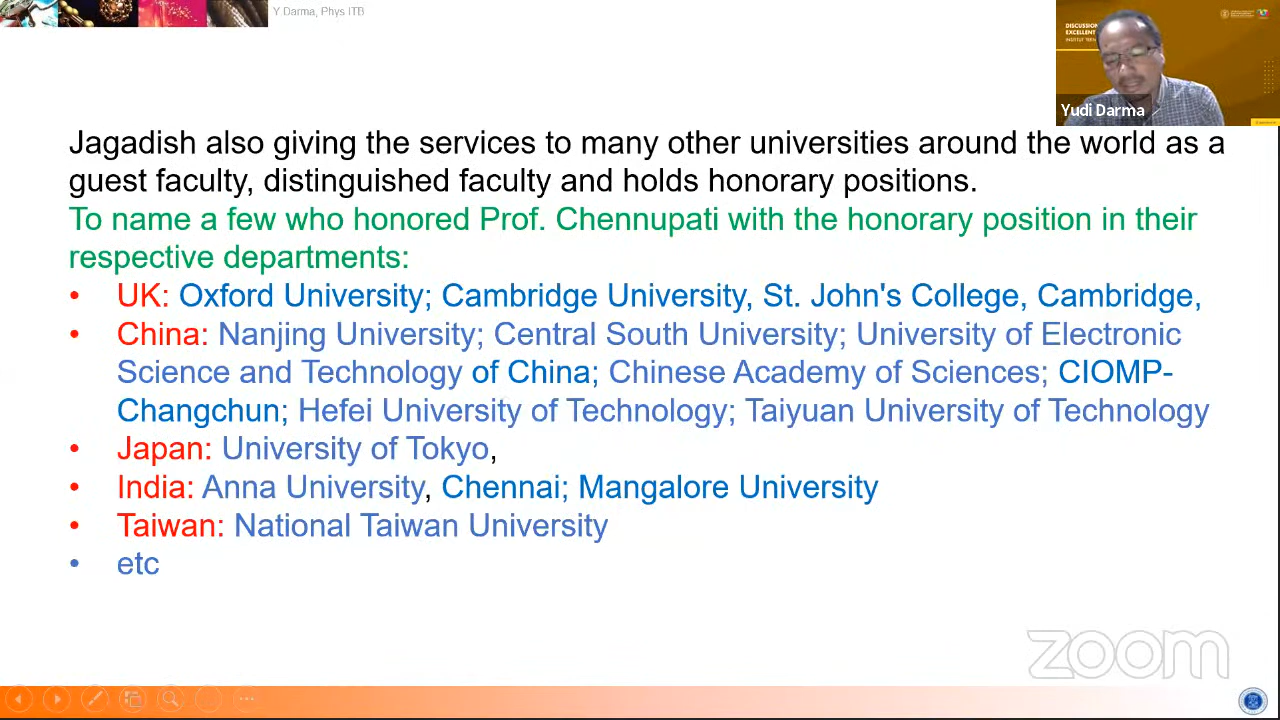 Y Darma, Phys ITB
DISCUSSION
EXCELLENT
Yudi Darma
Jagadish also giving the services to many other universities around the world as a
guest faculty, distinguished faculty and holds honorary positions.
To name a few who honored Prof. Chennupati with the honorary position in their
respective departments:
• UK: Oxford University; Cambridge University, St. John's College, Cambridge,
• China: Nanjing University; Central South University; University of Electronic
Science and Technology of China; Chinese Academy of Sciences; CIOMP-
Changchun; Hefei University of Technology; Taiyuan University of Technology
• Japan: University of Tokyo,
• India: Anna University, Chennai; Mangalore University
• Taiwan: National Taiwan University
• etc
zoom